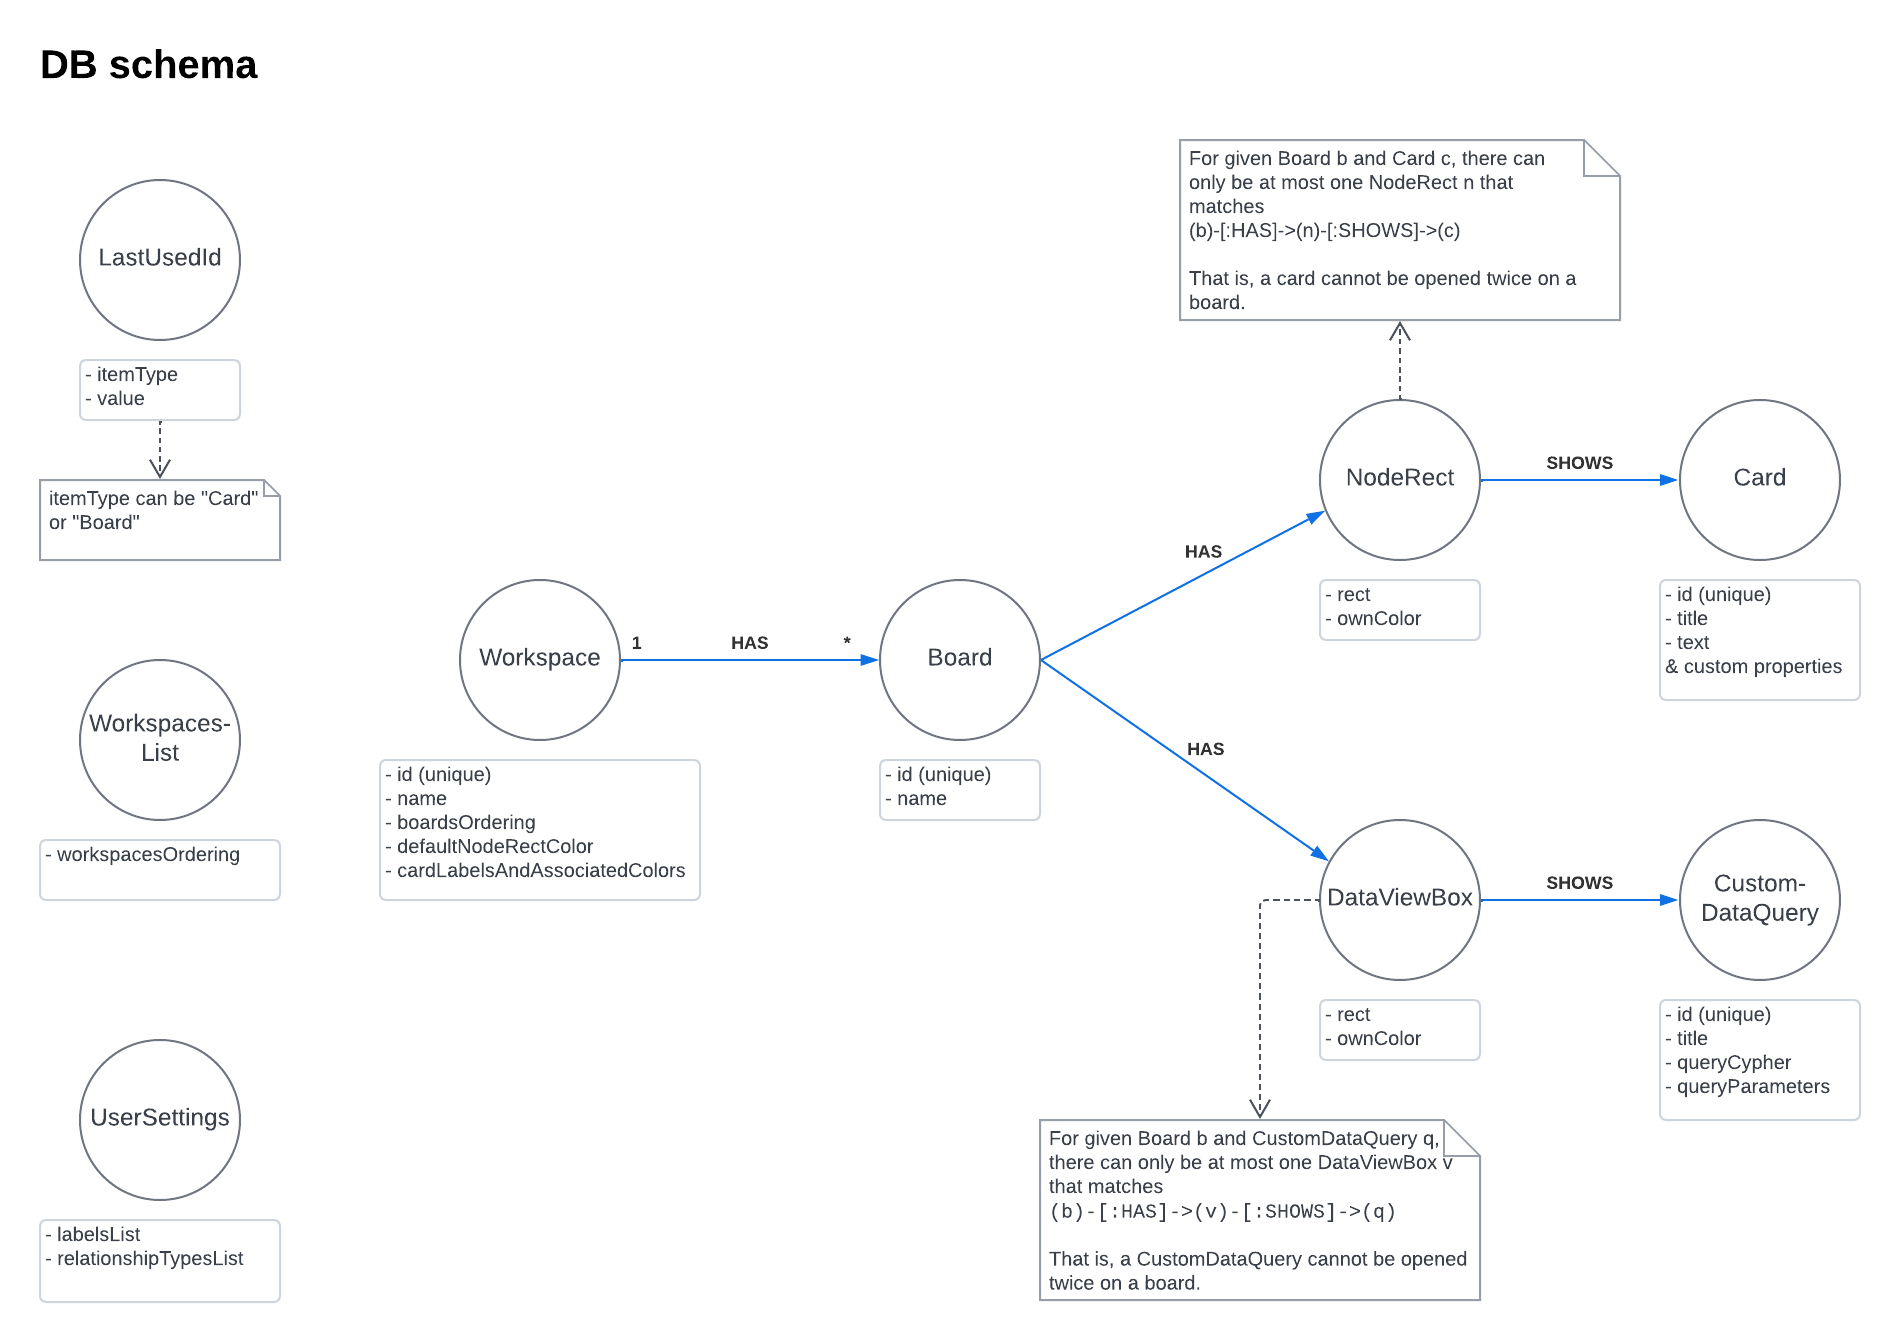 DB schema
LastUsedId
- itemType
- value
itemType can be "Card"
or "Board"
Workspaces-
List
- workspacesOrdering
UserSettings
- labelsList
- relationshipTypesList
Workspace
- id (unique)
- name
- boardsOrdering
- defaultNodeRectColor
- cardLabelsAndAssociatedColors
1
HAS
*
Board
- id (unique)
- name
HAS
HAS
For given Board b and Card c, there can
only be at most one NodeRect n that
matches
(b)-[:HAS]->(n)-[:SHOWS]->(c)
That is, a card cannot be opened twice on a
board.
NodeRect
- rect
- ownColor
SHOWS
Card
- id (unique)
- title
- text
& custom properties
DataViewBox
- rect
- ownColor
SHOWS
Custom-
DataQuery
- id (unique)
- title
- queryCypher
- queryParameters
For given Board b and CustomDataQuery q,
there can only be at most one DataViewBox v
that matches
(b)-[:HAS]->(v)-[:SHOWS]->(q)
That is, a CustomDataQuery cannot be opened
twice on a board.